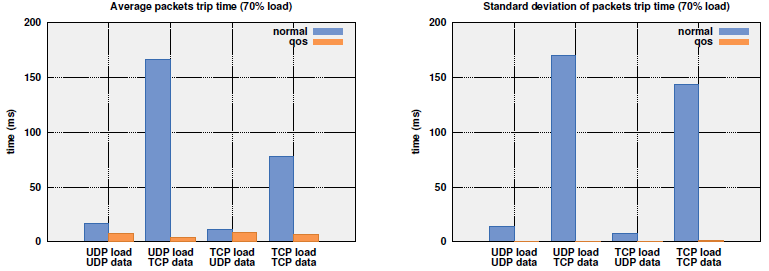 Average packets trip time (70% load)
200
150
100
50
0
time (ms)
normal
qos
UDP load UDP load TCP load TCP load
UDP data TCP data UDP data TCP data
Standard deviation of packets trip time (70% load)
200
150
100
50
0
time (ms)
normal
qos
UDP load UDP load TCP load TCP load
UDP data TCP data UDP data TCP data